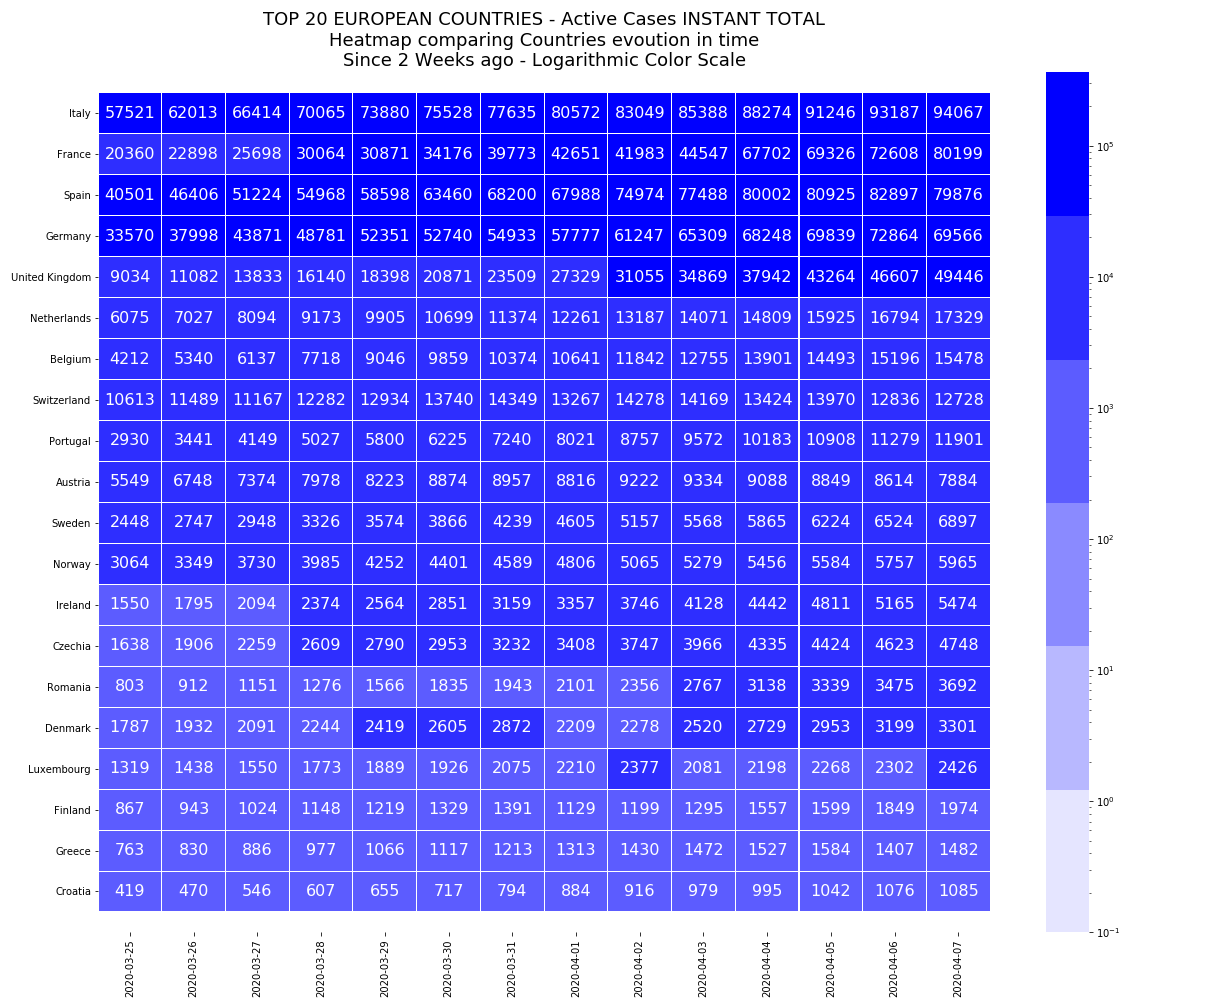 TOP 20 EUROPEAN COUNTRIES - Active Cases INSTANT TOTAL
Heatmap comparing Countries evoution in time
Since 2 Weeks ago - Logarithmic Color Scale
Italy 57521 62013 66414 70065 73880 75528 77635 80572 83049 85388 88274 91246 93187 94067
France 20360 22898 25698 30064 30871 34176 39773 42651 41983 44547 67702 69326 72608 80199
Spain 40501 46406 51224 54968 58598 63460 68200 67988 74974 77488 80002 80925 82897 79876
Germany 33570 37998 43871 48781 52351 52740 54933 57777 61247 65309 68248 69839 72864 69566
United Kingdom 9034 11082 13833 16140 18398 20871 23509 27329 31055 34869 37942 43264 46607 49446
Netherlands 6075 7027 8094 9173 9905 10699 11374 12261 13187 14071 14809 15925 16794 17329
Belgium 4212 5340 6137 7718 9046 9859 10374 10641 11842 12755 13901 14493 15196 15478
Switzerland 10613 11489 11167 12282 12934 13740 14349 13267 14278 14169 13424 13970 12836 12728
Portugal 2930 3441 4149 5027 5800 6225 7240 8021 8757 9572 10183 10908 11279 11901
Austria 5549 6748 7374 7978 8223 8874 8957 8816 9222 9334 9088 8849 8614 7884
Sweden 2448 2747 2948 3326 3574 3866 4239 4605 5157 5568 5865 6224 6524 6897
Norway 3064 3349 3730 3985 4252 4401 4589 4806 5065 5279 5456 5584 5757 5965
Ireland 1550 1795 2094 2374 2564 2851 3159 3357 3746 4128 4442 4811 5165 5474
Czechia 1638 1906 2259 2609 2790 2953 3232 3408 3747 3966 4335 4424 4623 4748
Romania 803 912 1151 1276 1566 1835 1943 2101 2356 2767 3138 3339 3475 3692
Denmark 1787 1932 2091 2244 2419 2605 2872 2209 2278 2520 2729 2953 3199 3301
Luxembourg 1319 1438 1550 1773 1889 1926 2075 2210 2377 2081 2198 2268 2302 2426
Finland 867 943 1024 1148 1219 1329 1391 1129 1199 1295 1557 1599 1849 1974
Greece 763 830 886 977 1066 1117 1213 1313 1430 1472 1527 1584 1407 1482
Croatia 419 470 546 607 655 717 794 884 916 979 995 1042 1076 1085
2020-03-25 2020-03-26 2020-03-27 2020-03-28 2020-03-29 2020-03-30 2020-03-31 2020-04-01 2020-04-02 2020-04-03 2020-04-04 2020-04-05 2020-04-06 2020-04-07
10⁵
10⁴
10³
10²
10¹
10⁰
10⁻¹